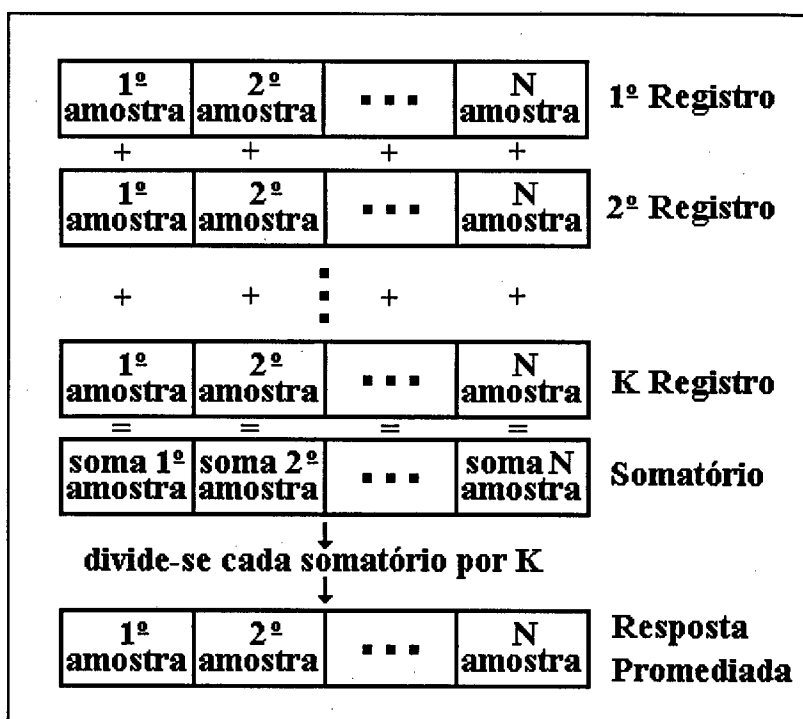 1º amostra 2º amostra ... N amostra 1º Registro
+ + + +
1º amostra 2º amostra ... N amostra 2º Registro
+ + + +
1º amostra 2º amostra ... N amostra K Registro
= = = =
soma 1º amostra soma 2º amostra ... soma N amostra Somatório
divide-se cada somatório por K
1º amostra 2º amostra ... N amostra Resposta Promediada